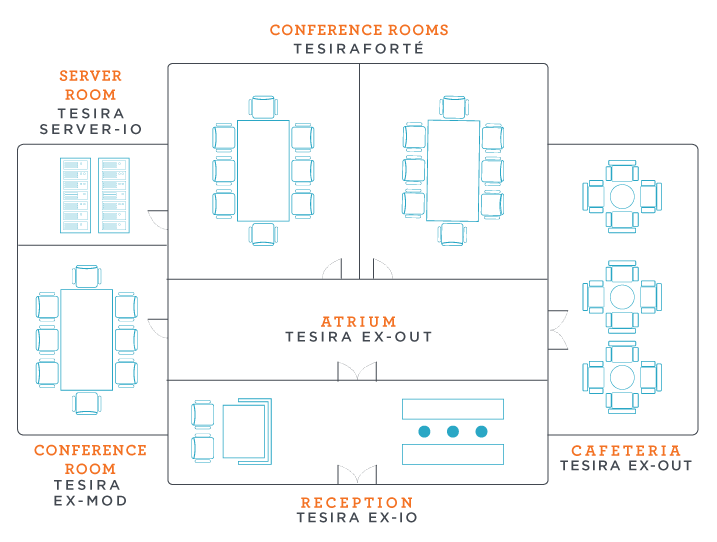 CONFERENCE ROOMS
TESIRAFORTÉ
SERVER
ROOM
TESIRA
SERVER-IO
ATRIUM
TESIRA EX-OUT
CONFERENCE
ROOM
TESIRA
EX-MOD
RECEPTION
TESIRA EX-IO
CAFETERIA
TESIRA EX-OUT